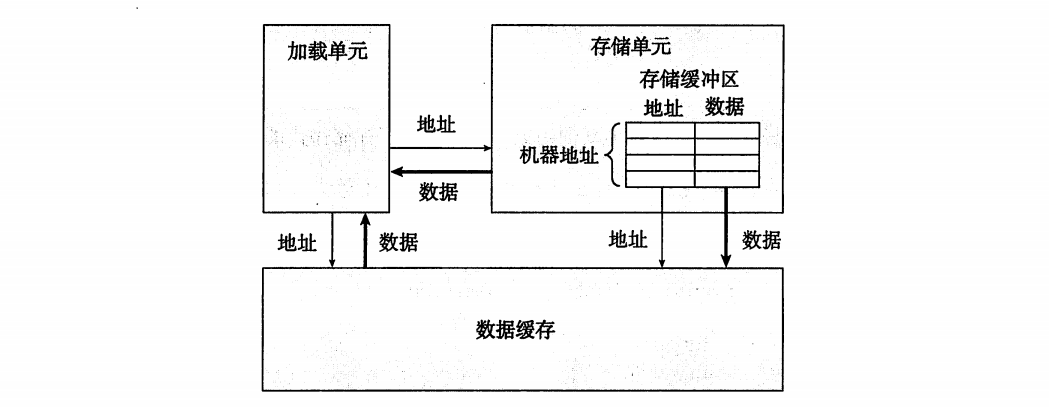 加载单元
存储单元
存储缓冲区
地址 数据
地址
机器地址
数据
地址
数据
地址
数据
数据缓存